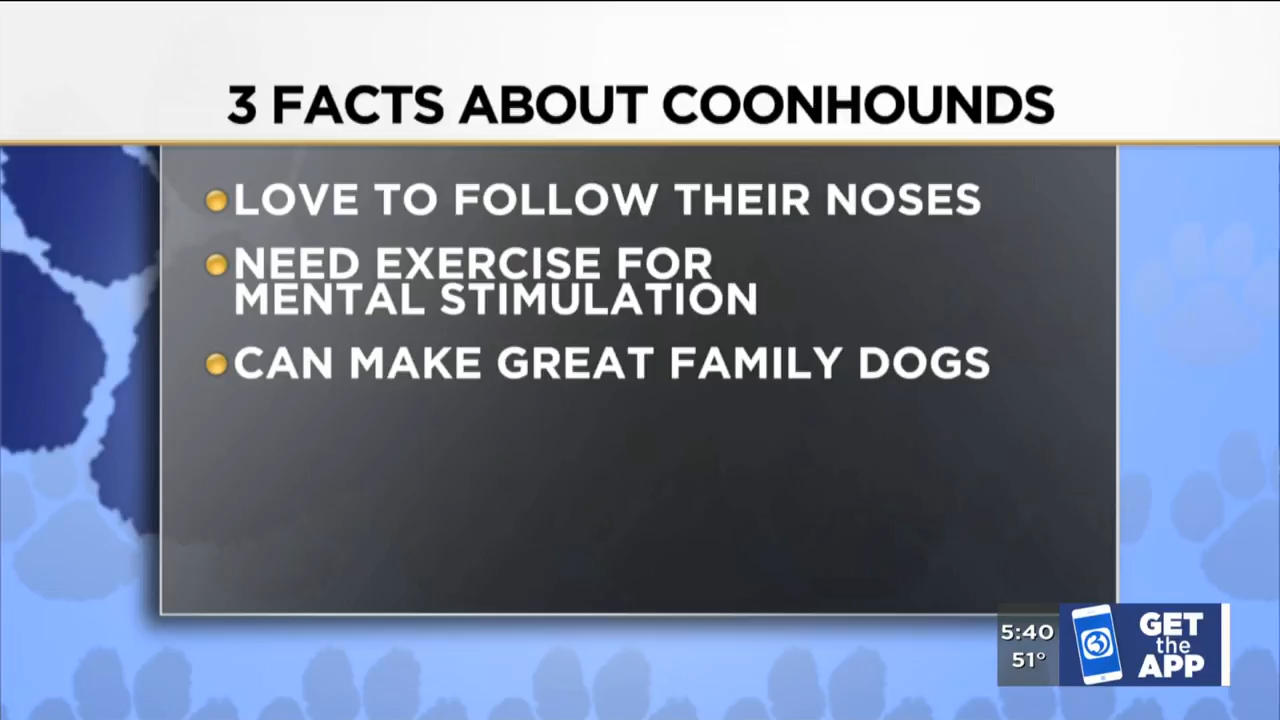 3 FACTS ABOUT COONHOUNDS
LOVE TO FOLLOW THEIR NOSES
NEED EXERCISE FOR
MENTAL STIMULATION
CAN MAKE GREAT FAMILY DOGS
5:40
51°
3
GET
the
APP